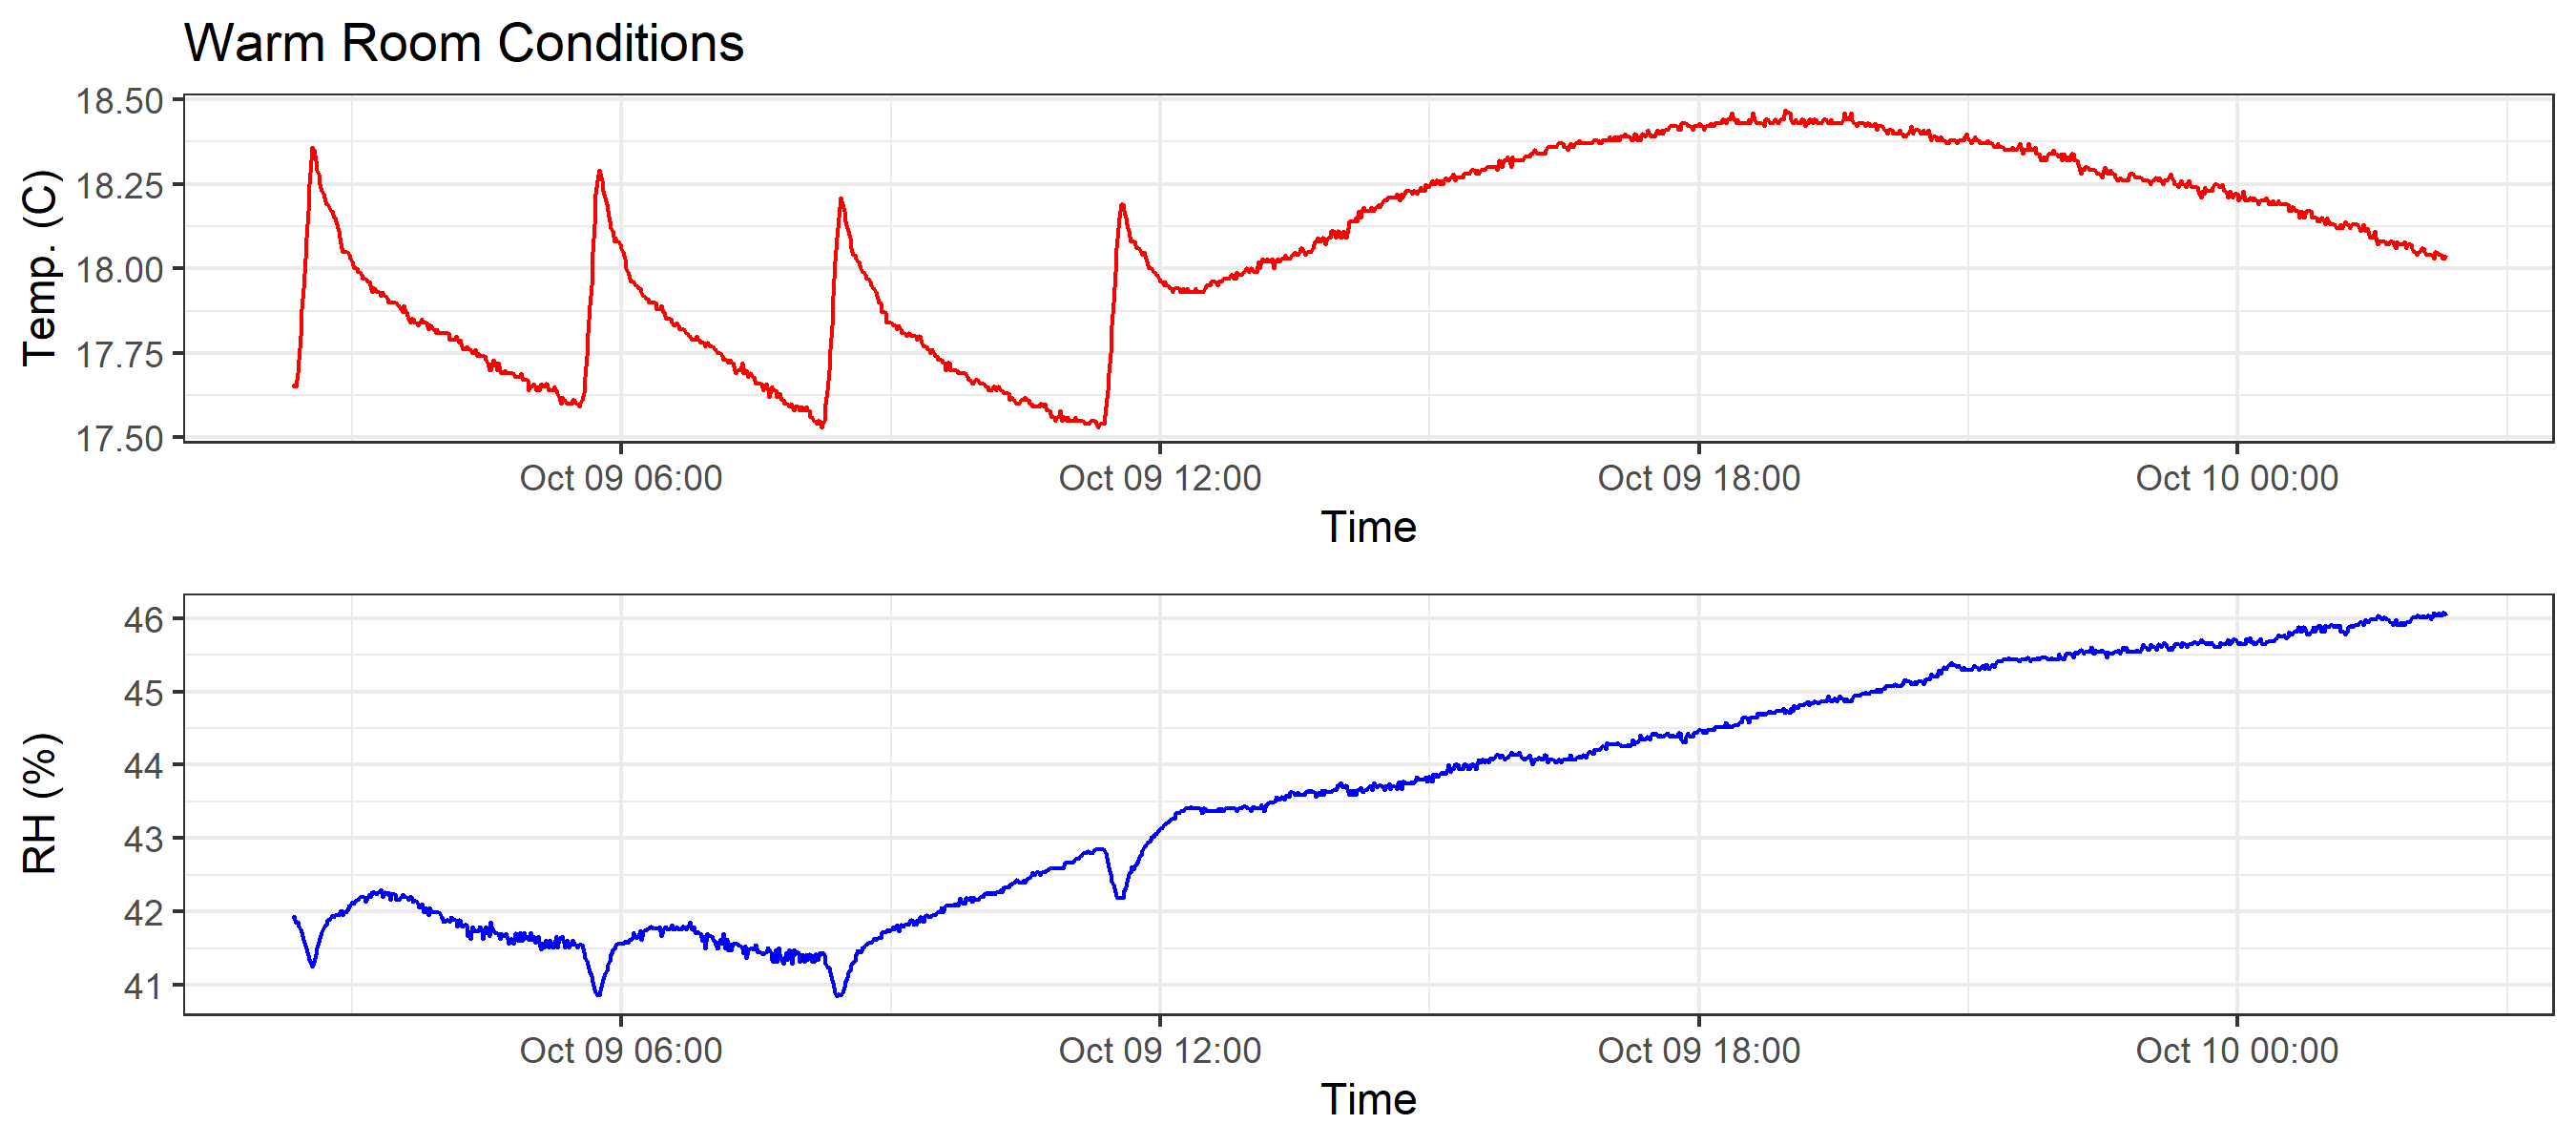 Warm Room Conditions
18.50
18.25
18.00
17.75
17.50
Temp. (C)
Oct 09 06:00 Oct 09 12:00 Oct 09 18:00 Oct 10 00:00
Time
46
45
44
43
42
41
RH (%)
Oct 09 06:00 Oct 09 12:00 Oct 09 18:00 Oct 10 00:00
Time